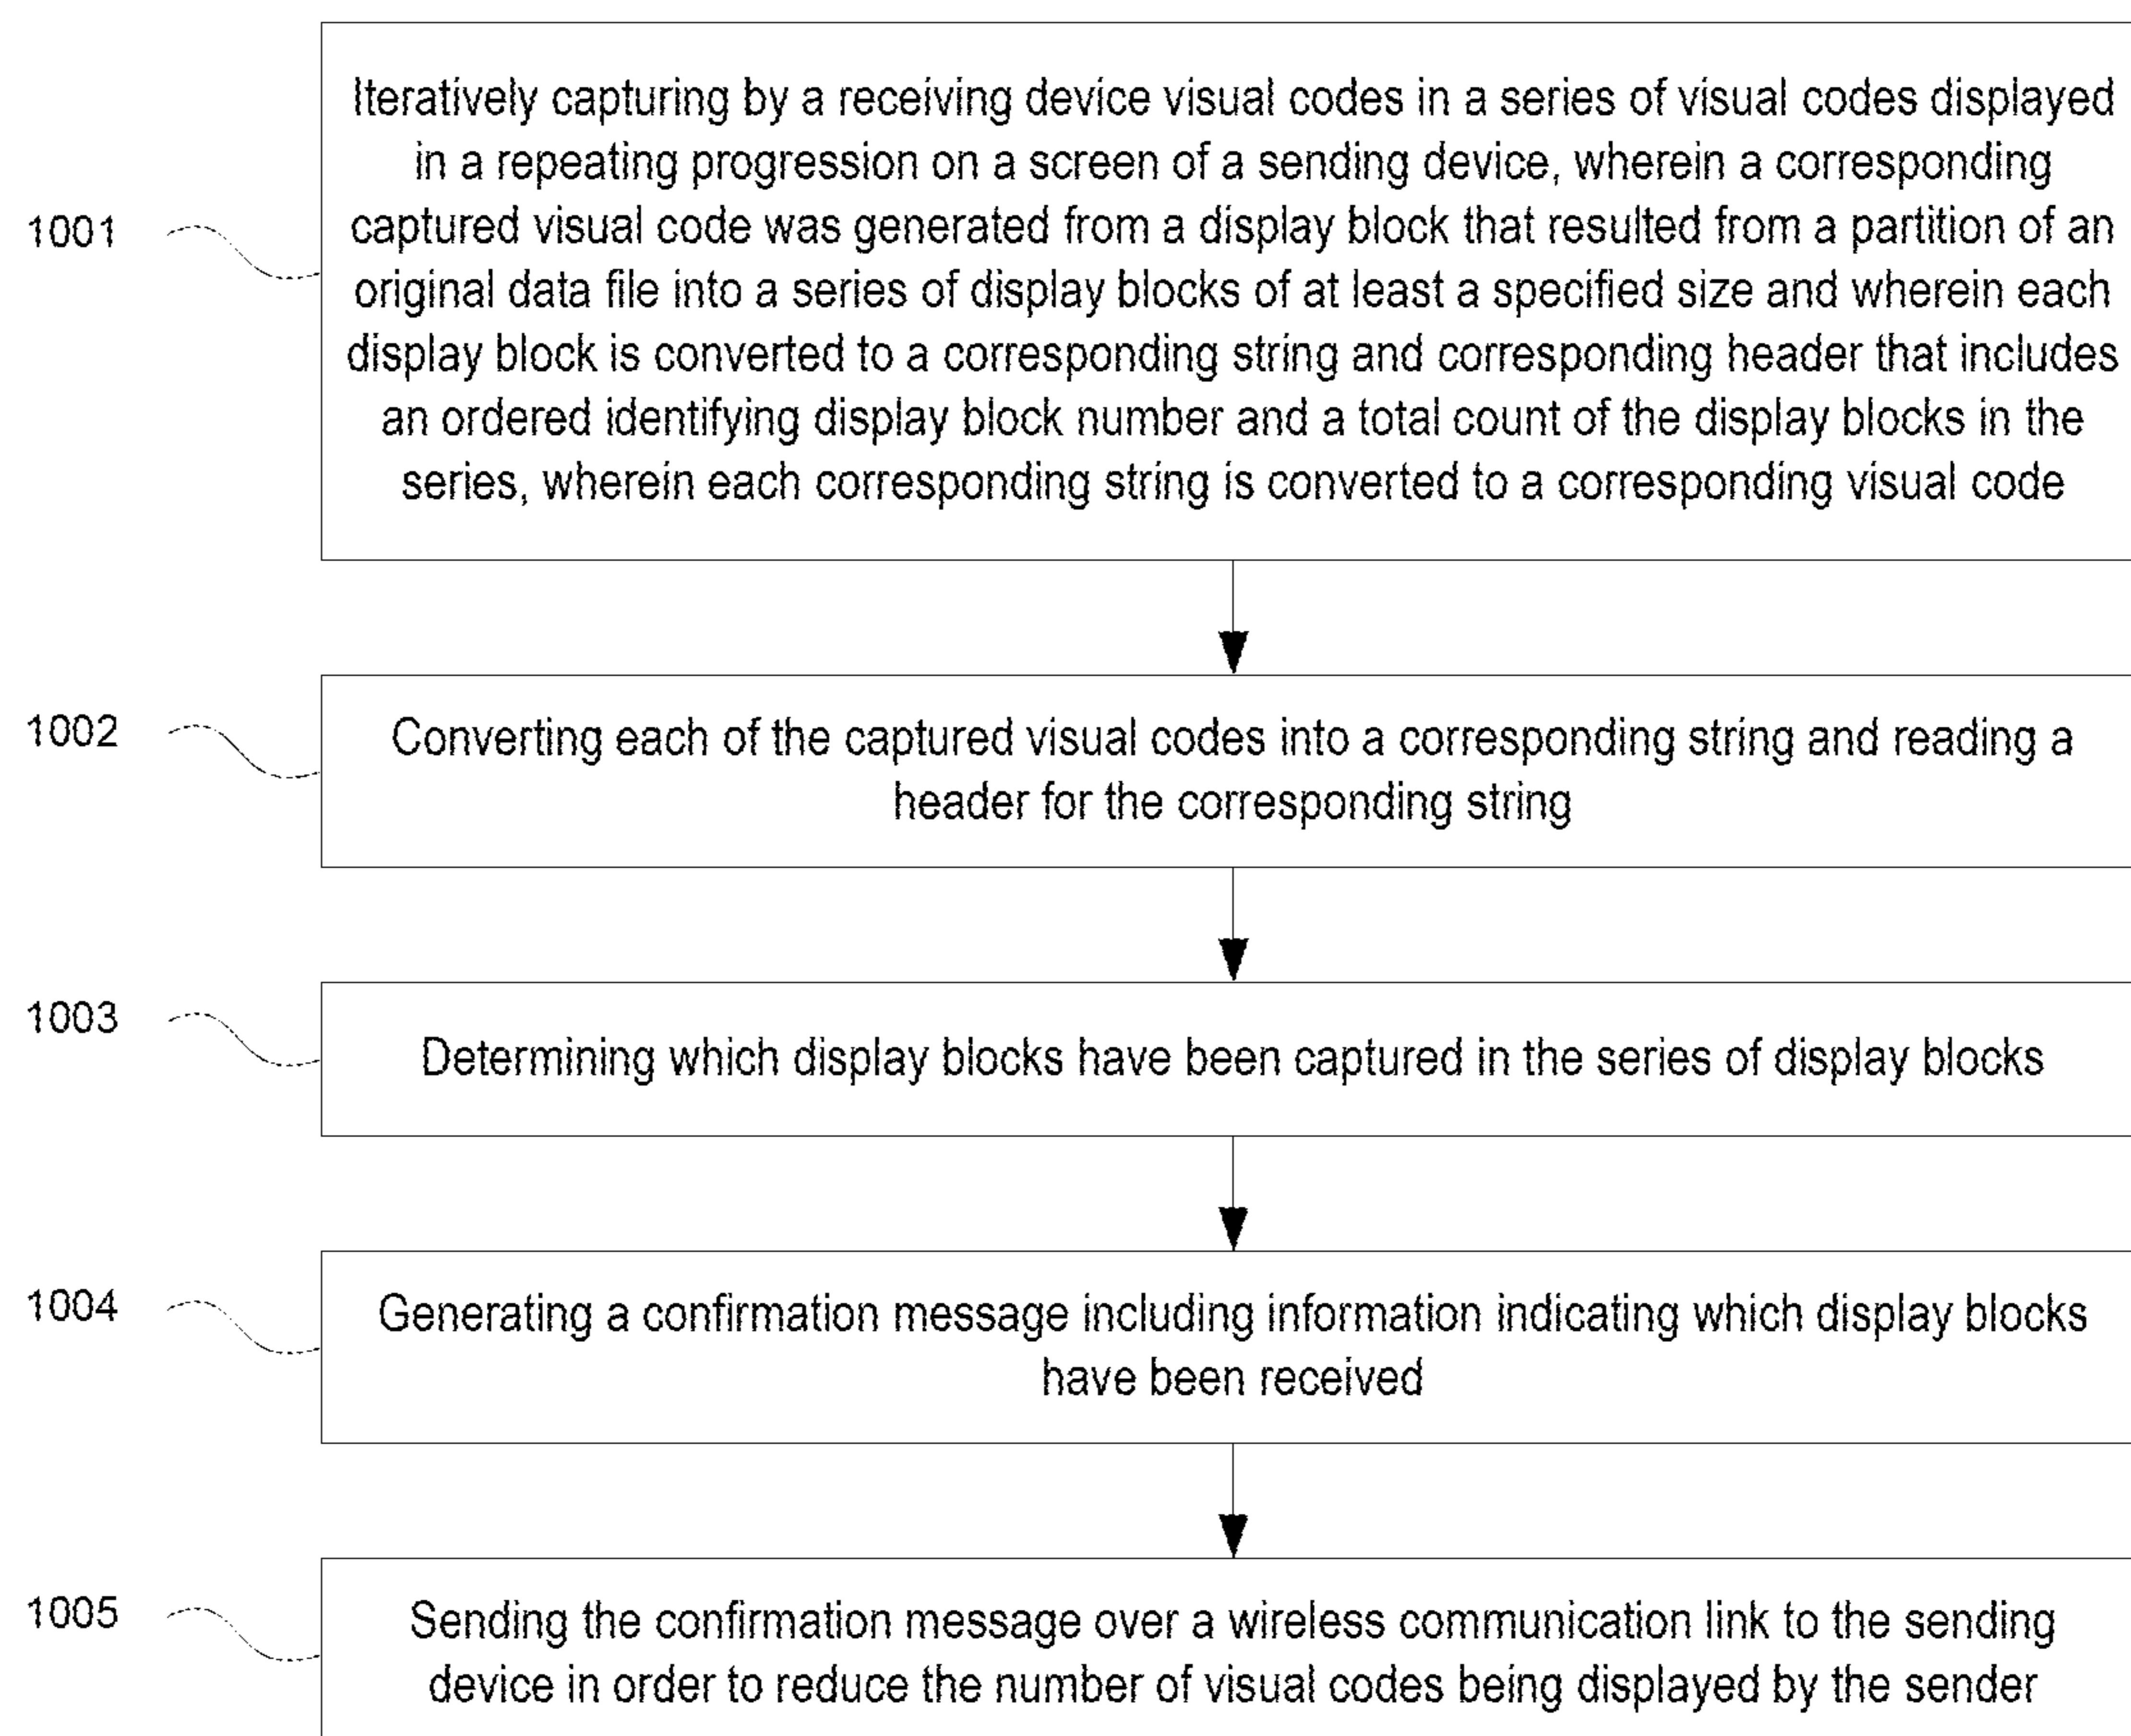 Iteratively capturing by a receiving device visual codes in a series of visual codes displayed
in a repeating progression on a screen of a sending device, wherein a corresponding
1001
captured visual code was generated from a display block that resulted from a partition of an
original data file into a series of display blocks of at least a specified size and wherein each
display block is converted to a corresponding string and corresponding header that includes
an ordered identifying display block number and a total count of the display blocks in the
series, wherein each corresponding string is converted to a corresponding visual code
1002
Converting each of the captured visual codes into a corresponding string and reading a
header for the corresponding string
1003
Determining which display blocks have been captured in the series of display blocks
1004
Generating a confirmation message including information indicating which display blocks
have been received
1005
Sending the confirmation message over a wireless communication link to the sending
device in order to reduce the number of visual codes being displayed by the sender